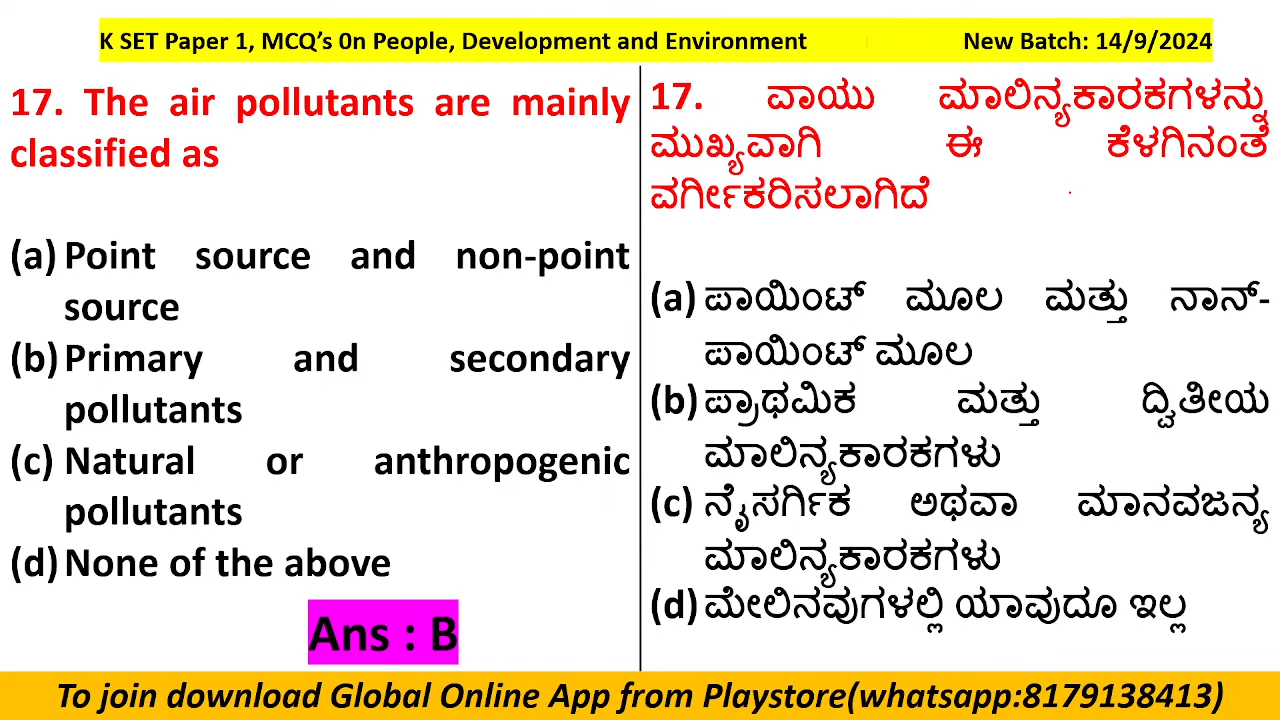 K SET Paper 1, MCQ’s 0n People, Development and Environment New Batch: 14/9/2024
17. The air pollutants are mainly
classified as
(a) Point source and non-point
source
(b) Primary and secondary
pollutants
(c) Natural or anthropogenic
pollutants
(d) None of the above
Ans : B
17. ವಾಯು ಮಾಲಿನ್ಯಕಾರಕಗಳನ್ನು
ಮುಖ್ಯವಾಗಿ ಈ ಕೆಳಗಿನಂತೆ
ವರ್ಗೀಕರಿಸಲಾಗಿದೆ
(a) ಪಾಯಿಂಟ್ ಮೂಲ ಮತ್ತು ನಾನ್-
ಪಾಯಿಂಟ್ ಮೂಲ
(b) ಪ್ರಾಥಮಿಕ ಮತ್ತು ದ್ವಿತೀಯ
ಮಾಲಿನ್ಯಕಾರಕಗಳು
(c) ನೈಸರ್ಗಿಕ ಅಥವಾ ಮಾನವಜನ್ಯ
ಮಾಲಿನ್ಯಕಾರಕಗಳು
(d) ಮೇಲಿನವುಗಳಲ್ಲಿ ಯಾವುದೂ ಇಲ್ಲ
To join download Global Online App from Playstore(whatsapp:8179138413)